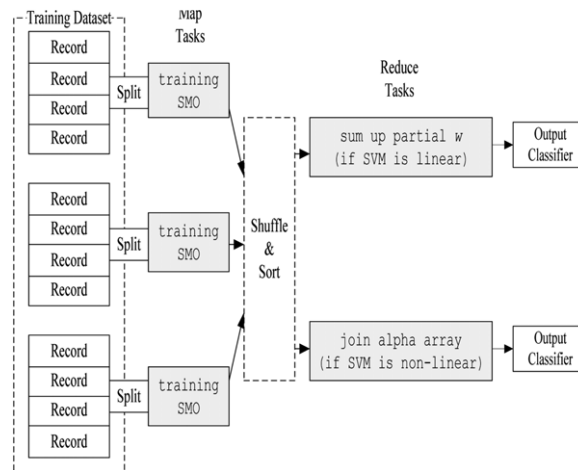 Training Dataset
Record
Record
Record
Record
Split
Record
Record
Record
Record
Split
Record
Record
Record
Record
Split
Map
Tasks
training
SMO
training
SMO
training
SMO
Shuffle
&
Sort
Reduce
Tasks
sum up partial w
(if SVM is linear)
join alpha array
(if SVM is non-linear)
Output
Classifier
Output
Classifier